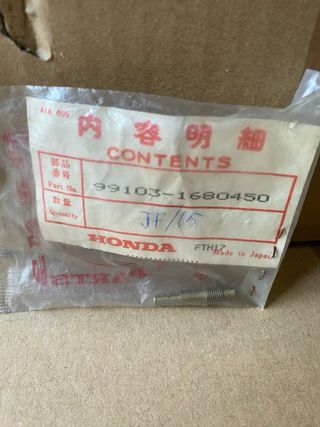 AIA 005
内容明細
CONTENTS
部品
番号
Part No.
99103-1680450
数量
Quantity
HONDA
FTH17
Made in Japan
PARTS